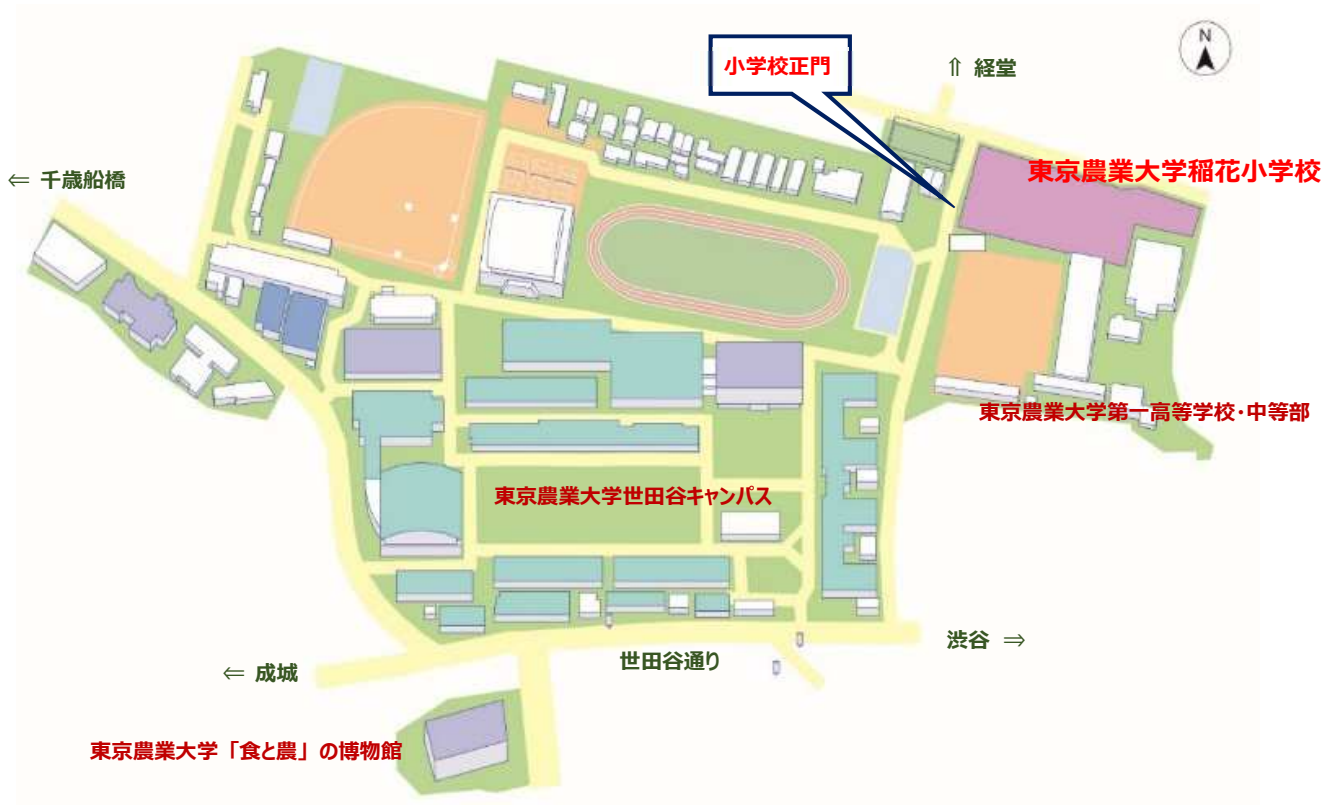 N
小学校正門
⇑ 経堂
東京農業大学稲花小学校
⇐ 千歳船橋
東京農業大学第一高等学校・中等部
東京農業大学世田谷キャンパス
渋谷 ⇒
世田谷通り
⇐ 成城
東京農業大学「食と農」の博物館